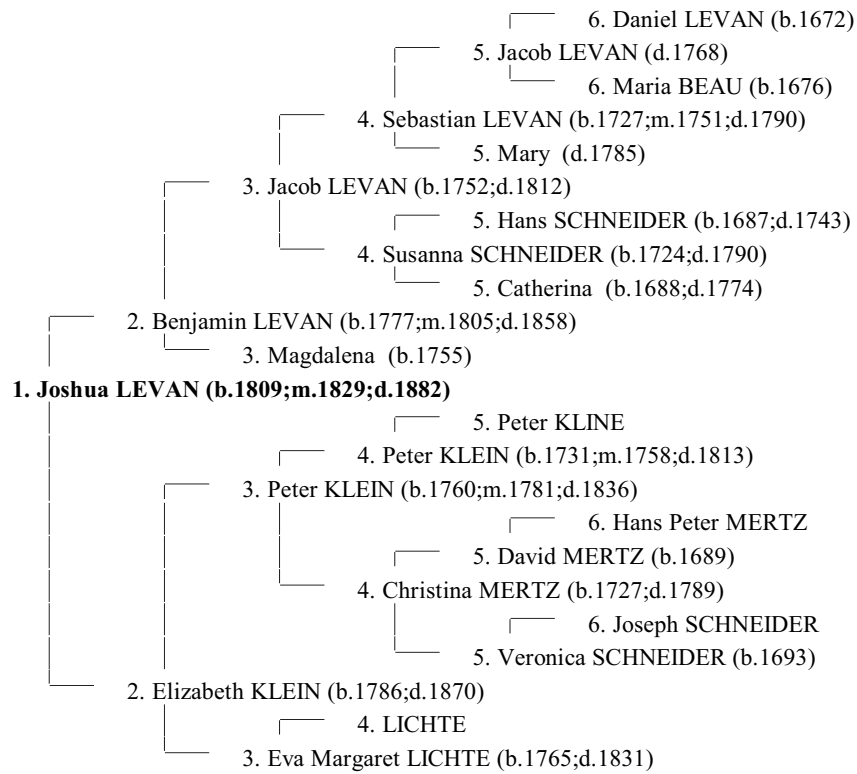 6. Daniel LEVAN (b.1672)
5. Jacob LEVAN (d.1768)
6. Maria BEAU (b.1676)
4. Sebastian LEVAN (b.1727;m.1751;d.1790)
5. Mary (d.1785)
3. Jacob LEVAN (b.1752;d.1812)
5. Hans SCHNEIDER (b.1687;d.1743)
4. Susanna SCHNEIDER (b.1724;d.1790)
5. Catherina (b.1688;d.1774)
2. Benjamin LEVAN (b.1777;m.1805;d.1858)
3. Magdalena (b.1755)
1. Joshua LEVAN (b.1809;m.1829;d.1882)
5. Peter KLINE
4. Peter KLEIN (b.1731;m.1758;d.1813)
3. Peter KLEIN (b.1760;m.1781;d.1836)
6. Hans Peter MERTZ
5. David MERTZ (b.1689)
4. Christina MERTZ (b.1727;d.1789)
6. Joseph SCHNEIDER
5. Veronica SCHNEIDER (b.1693)
2. Elizabeth KLEIN (b.1786;d.1870)
4. LICHTE
3. Eva Margaret LICHTE (b.1765;d.1831)